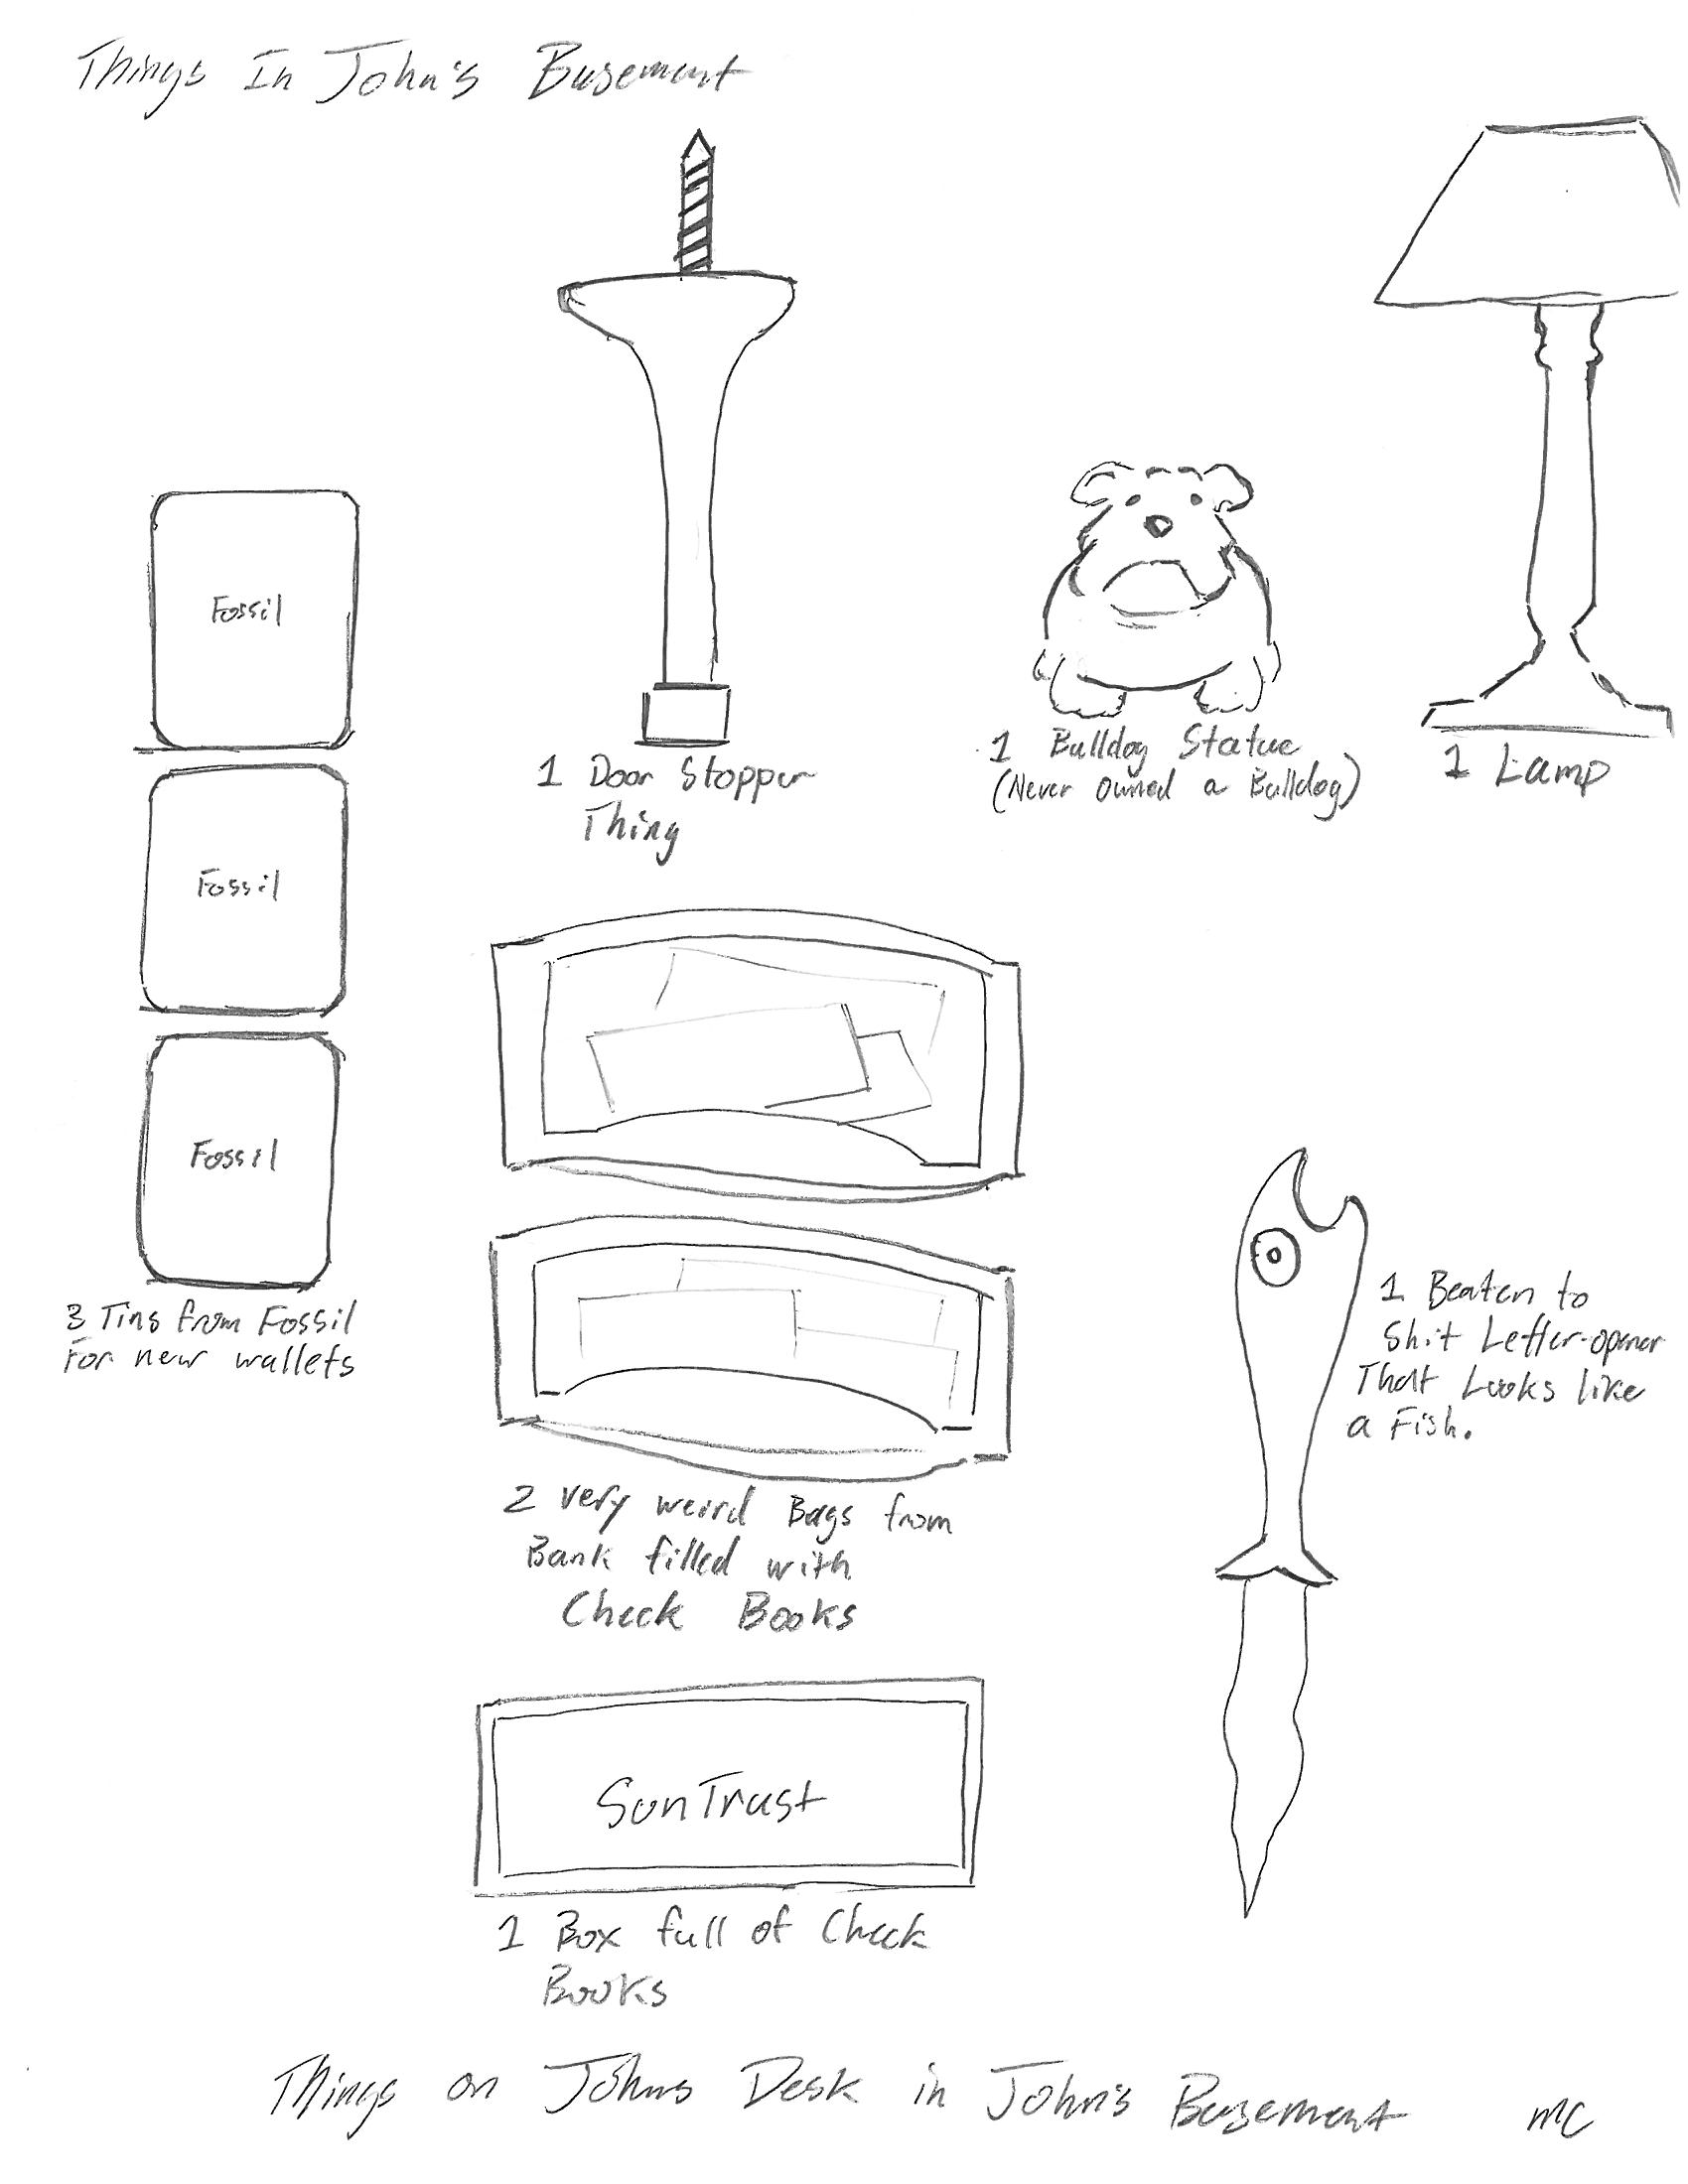 Things In John's Basement
Fossil
Fossil
Fossil
3 Tins from Fossil
For new wallets
1 Door Stopper
Thing
1 Bulldog Statue
(Never owned a Bulldog)
1 Lamp
2 very weird Bags from
Bank filled with
Check Books
1 Beaten to
Shit Letter-opener
That Looks like
a Fish.
SunTrust
1 Box full of Check
Books
Things on Johns Desk in John's Basement
MC